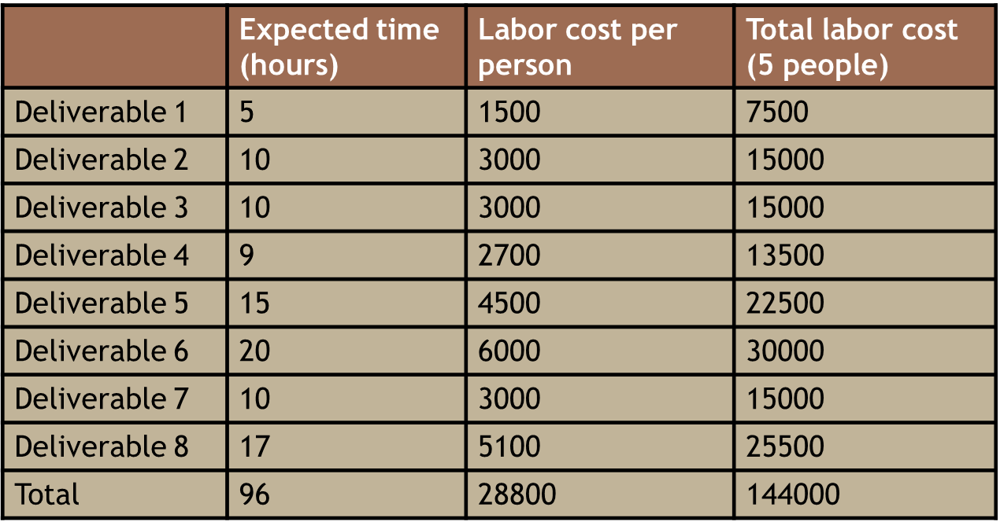 Expected time (hours) Labor cost per person Total labor cost (5 people)
Deliverable 1 5 1500 7500
Deliverable 2 10 3000 15000
Deliverable 3 10 3000 15000
Deliverable 4 9 2700 13500
Deliverable 5 15 4500 22500
Deliverable 6 20 6000 30000
Deliverable 7 10 3000 15000
Deliverable 8 17 5100 25500
Total 96 28800 144000